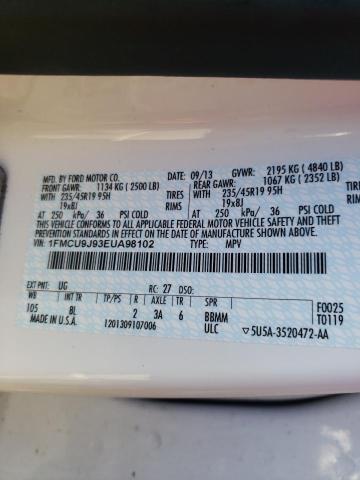 MFD. BY FORD MOTOR CO.
DATE: 09/13 GVWR: 2195 KG ( 4840 LB)
FRONT GAWR: 1134 KG ( 2500 LB)
REAR GAWR: 1067 KG ( 2352 LB)
WITH 235/45R19 95H TIRES
WITH 235/45R19 95H TIRES
19x8J RIMS
19x8J RIMS
AT 250 kPa/ 36 PSI COLD
AT 250 kPa/ 36 PSI COLD
THIS VEHICLE CONFORMS TO ALL APPLICABLE FEDERAL MOTOR VEHICLE SAFETY AND THEFT PREVENTION STANDARDS IN EFFECT ON THE DATE OF MANUFACTURE SHOWN ABOVE.
VIN: 1FMCU9J93EUA98102
TYPE: MPV
EXT PNT: UG RC: 27 DSO:
WB INT TR TP/PS R AXLE TR SPR
105 BL 2 3A 6 BBMM F0025
MADE IN U.S.A. 1201309107006 ULC T0119
5U5A-3520472-AA